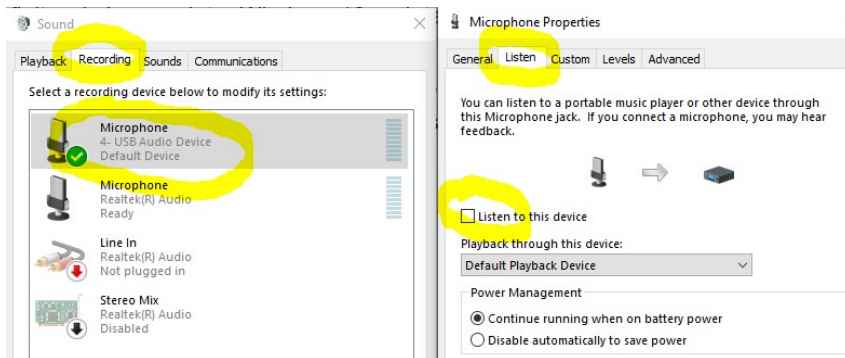 Sound
Playback Recording Sounds Communications
Select a recording device below to modify its settings:
Microphone
4- USB Audio Device
Default Device
Microphone
Realtek(R) Audio
Ready
Line In
Realtek(R) Audio
Not plugged in
Stereo Mix
Realtek(R) Audio
Disabled
Microphone Properties
General Listen Custom Levels Advanced
You can listen to a portable music player or other device through
this Microphone jack. If you connect a microphone, you may hear
feedback.
Listen to this device
Playback through this device:
Default Playback Device
Power Management
Continue running when on battery power
Disable automatically to save power